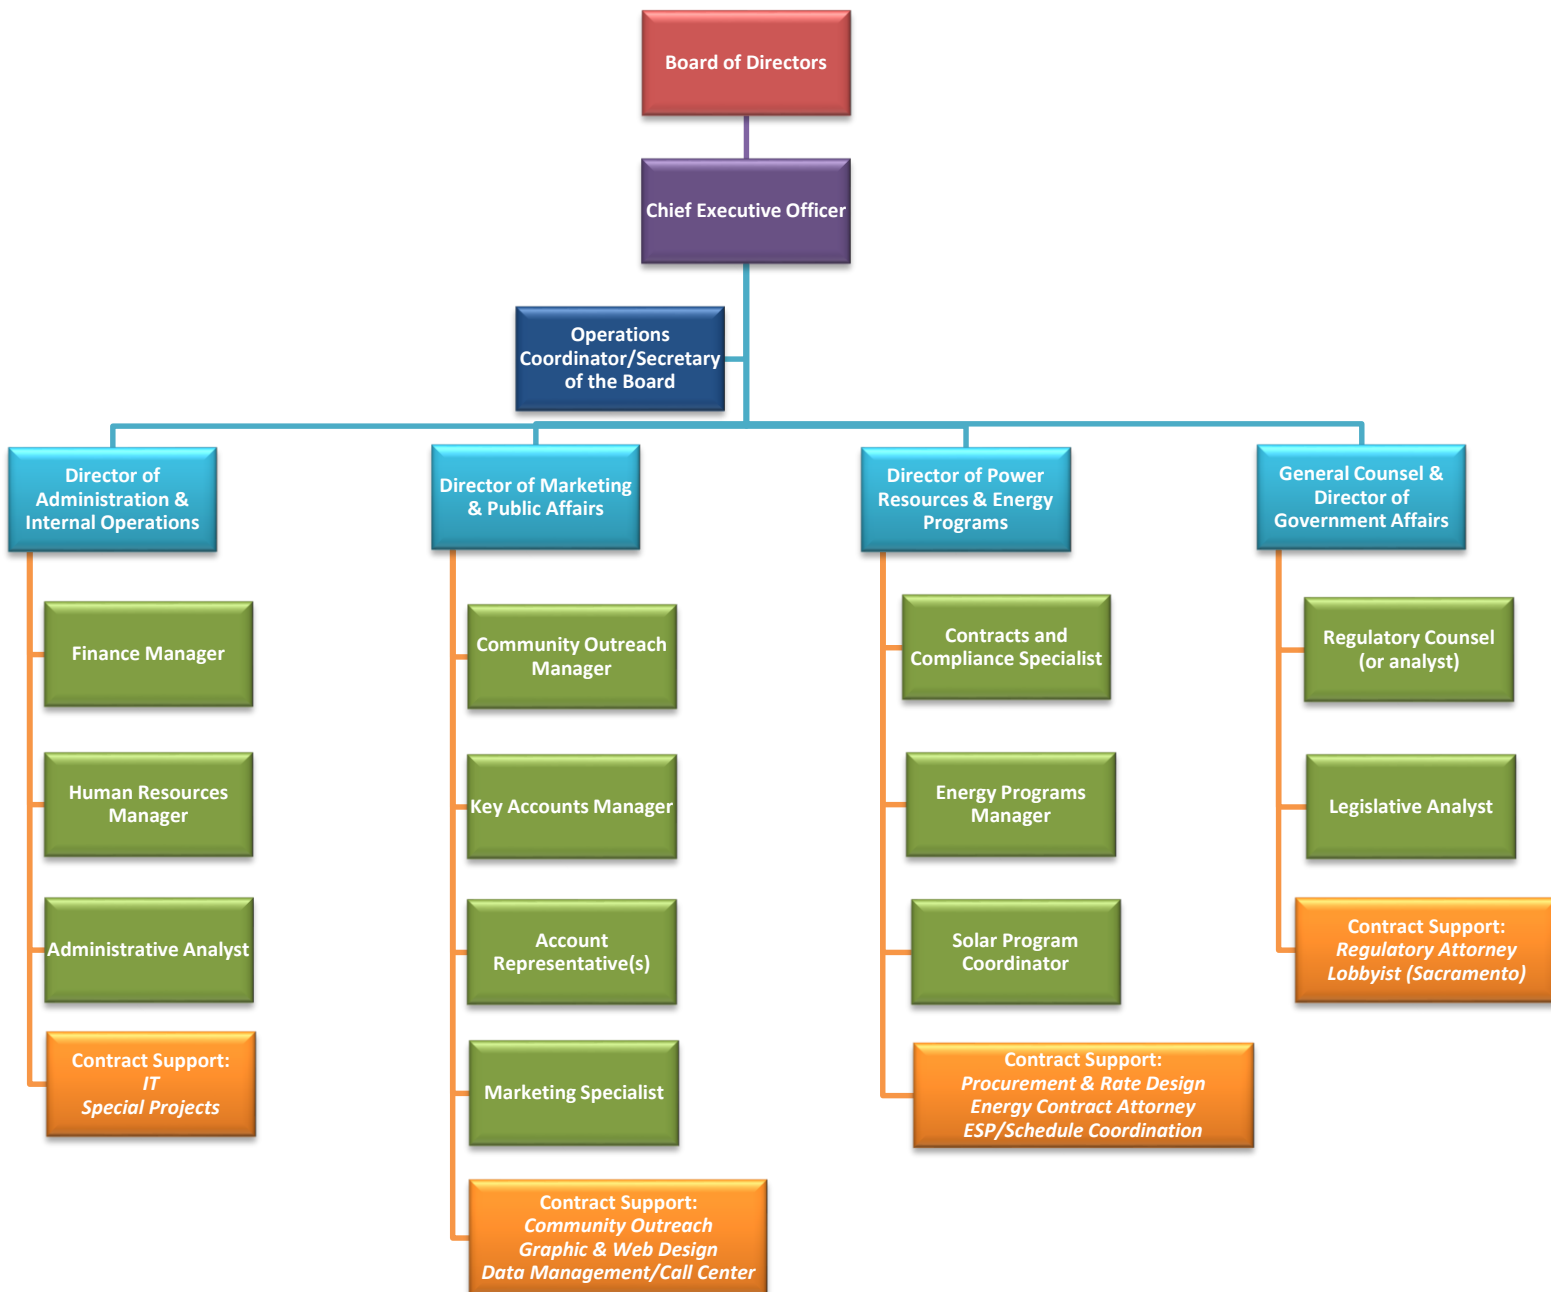 Board of Directors
Chief Executive Officer
Operations
Coordinator/Secretary
of the Board
Director of
Administration &
Internal Operations
Finance Manager
Human Resources
Manager
Administrative Analyst
Contract Support:
IT
Special Projects
Director of Marketing
& Public Affairs
Community Outreach
Manager
Key Accounts Manager
Account
Representative(s)
Marketing Specialist
Contract Support:
Community Outreach
Graphic & Web Design
Data Management/Call Center
Director of Power
Resources & Energy
Programs
Contracts and
Compliance Specialist
Energy Programs
Manager
Solar Program
Coordinator
Contract Support:
Procurement & Rate Design
Energy Contract Attorney
ESP/Schedule Coordination
General Counsel &
Director of
Government Affairs
Regulatory Counsel
(or analyst)
Legislative Analyst
Contract Support:
Regulatory Attorney
Lobbyist (Sacramento)